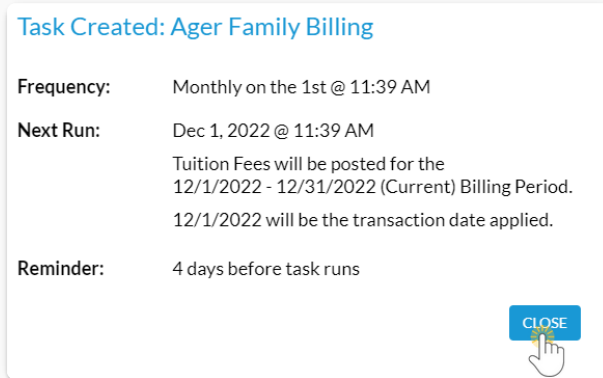 Task Created: Ager Family Billing
Frequency: Monthly on the 1st @ 11:39 AM
Next Run: Dec 1, 2022 @ 11:39 AM
Tuition Fees will be posted for the
12/1/2022 - 12/31/2022 (Current) Billing Period.
12/1/2022 will be the transaction date applied.
Reminder: 4 days before task runs
CLOSE